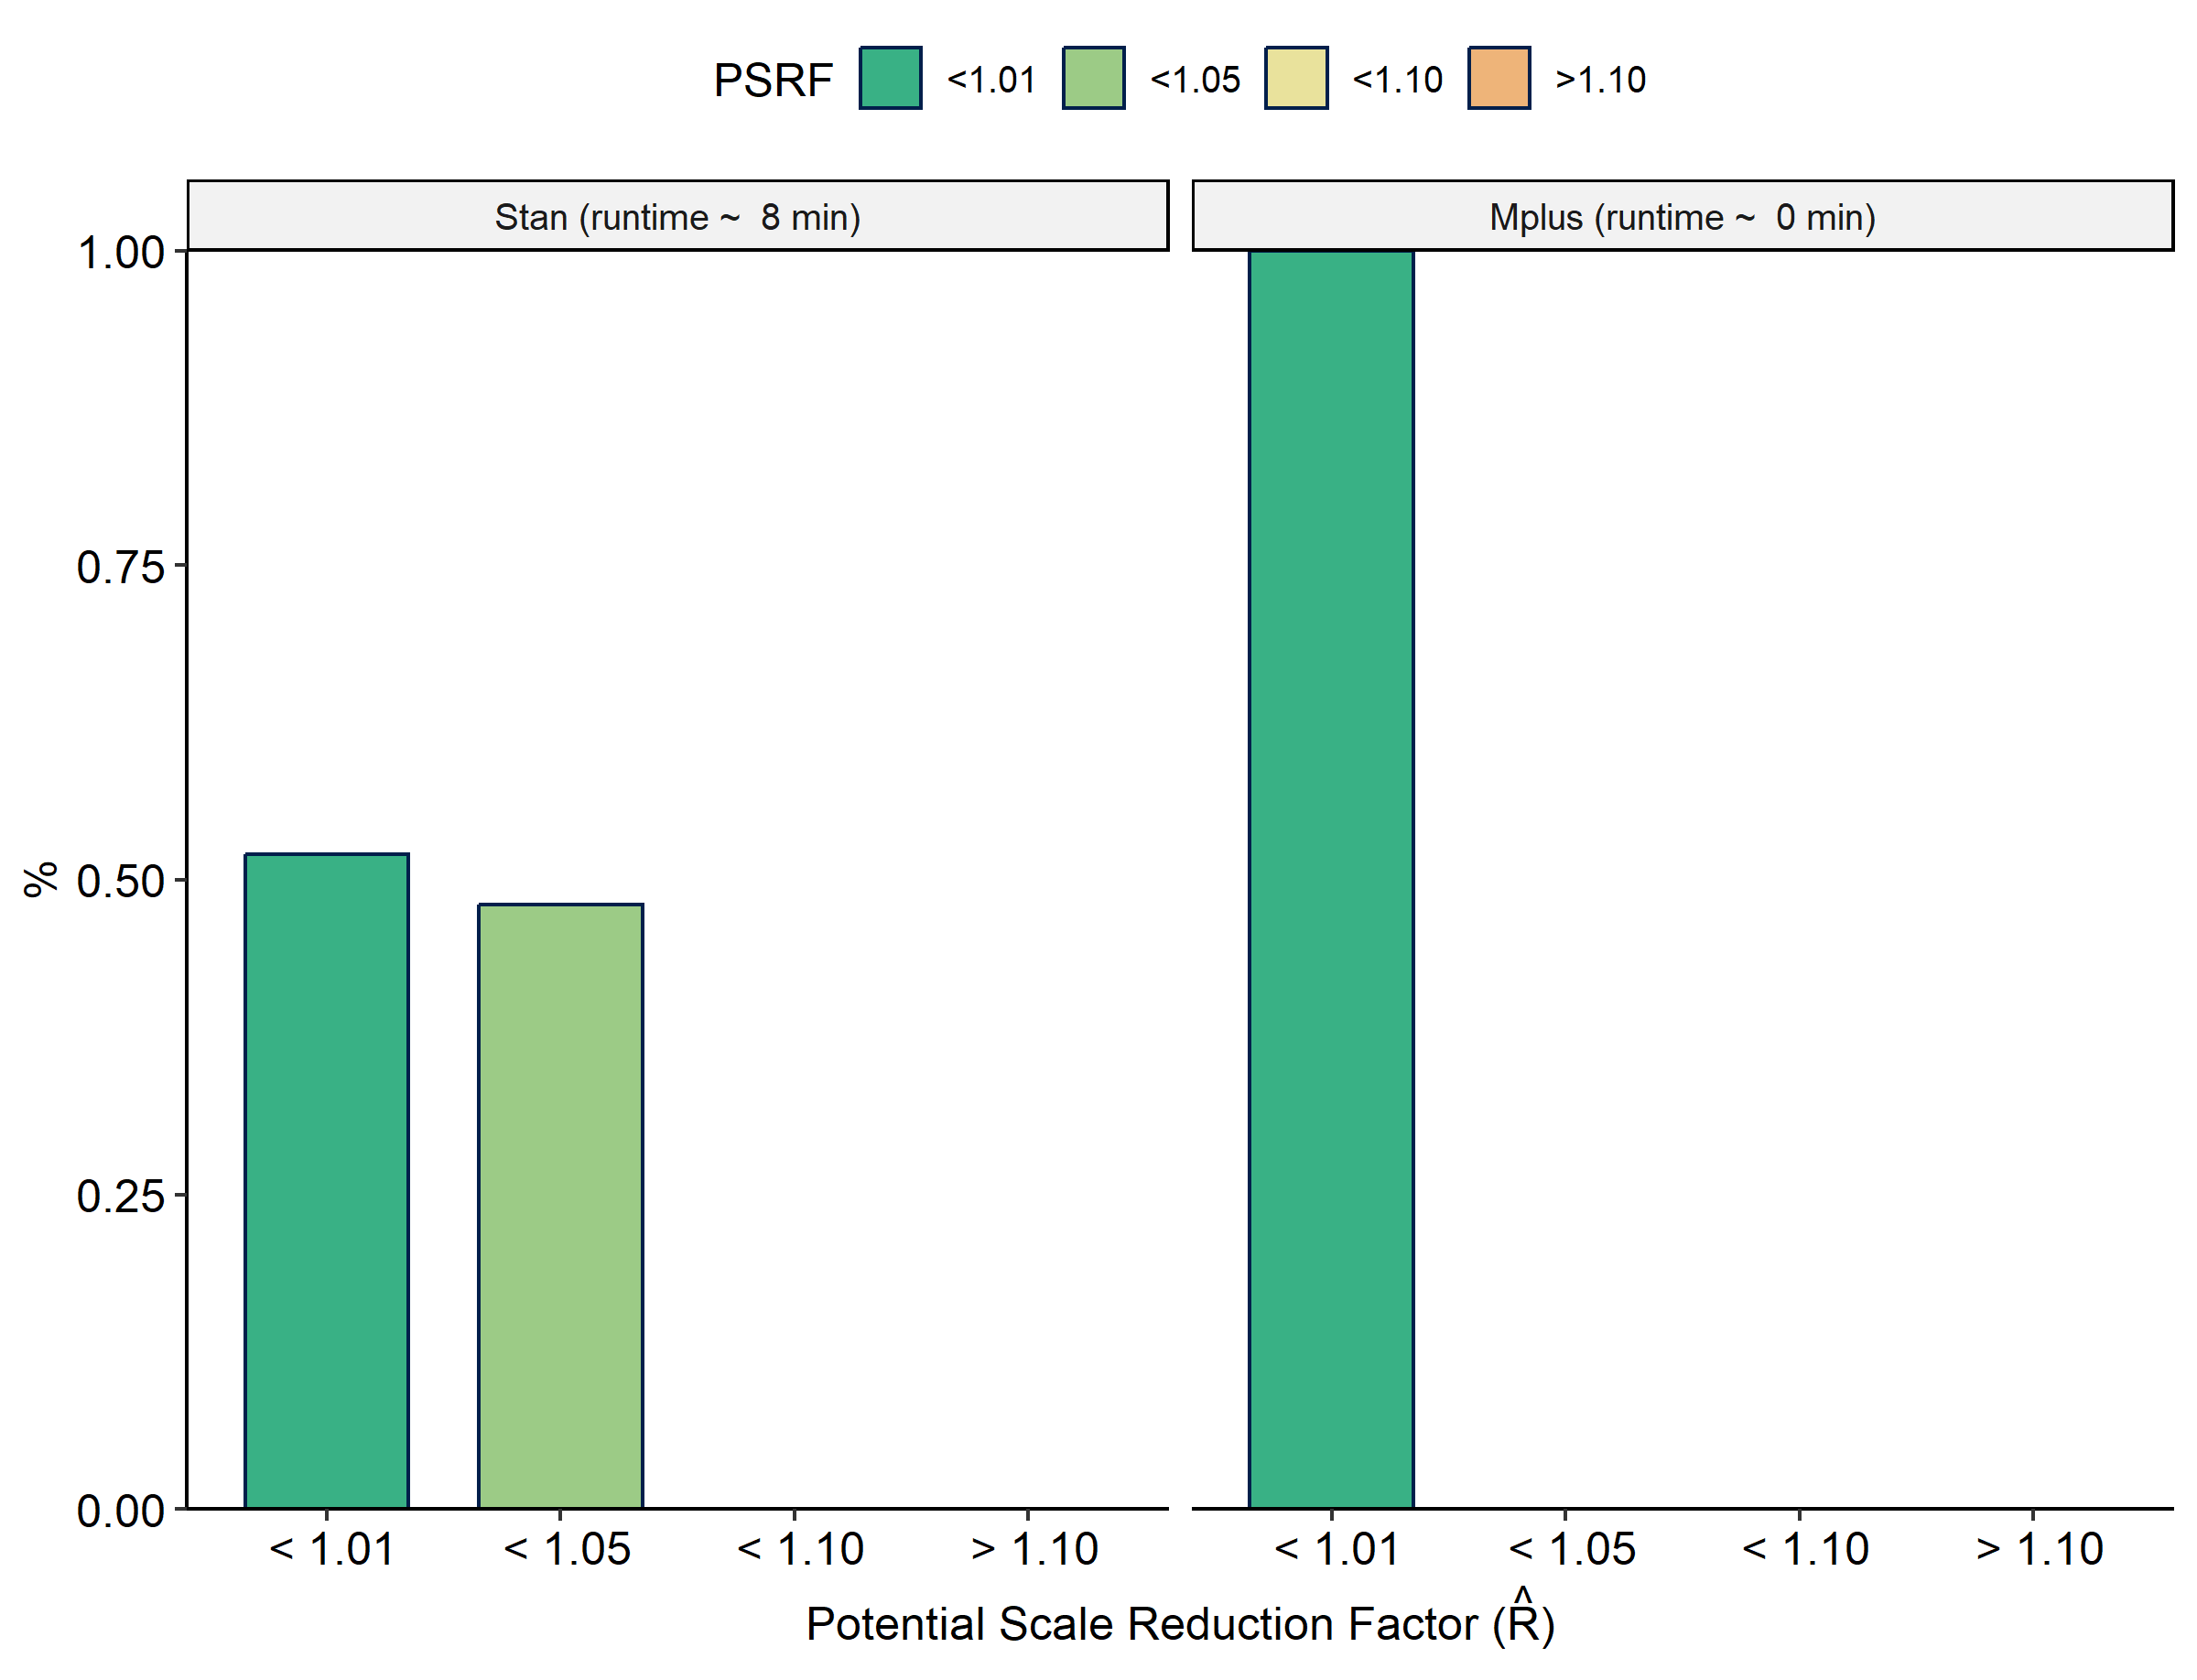 PSRF <1.01 <1.05 <1.10 >1.10
Stan (runtime ~  8 min)
Mplus (runtime ~  0 min)
1.00
0.75
0.50
0.25
0.00
%
< 1.01 < 1.05 < 1.10 > 1.10
< 1.01 < 1.05 < 1.10 > 1.10
Potential Scale Reduction Factor (R̂)